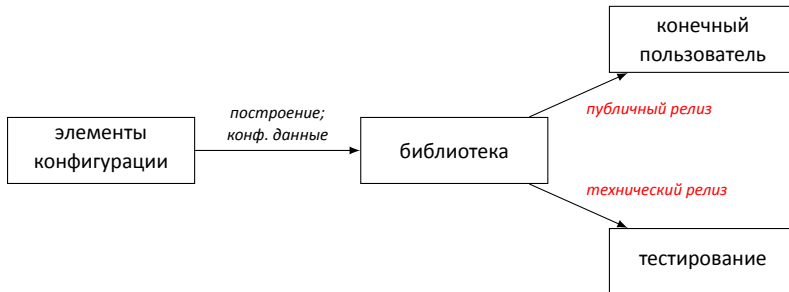 конечный
пользователь
построение;
конф. данные
публичный релиз
элементы
конфигурации
библиотека
технический релиз
тестирование